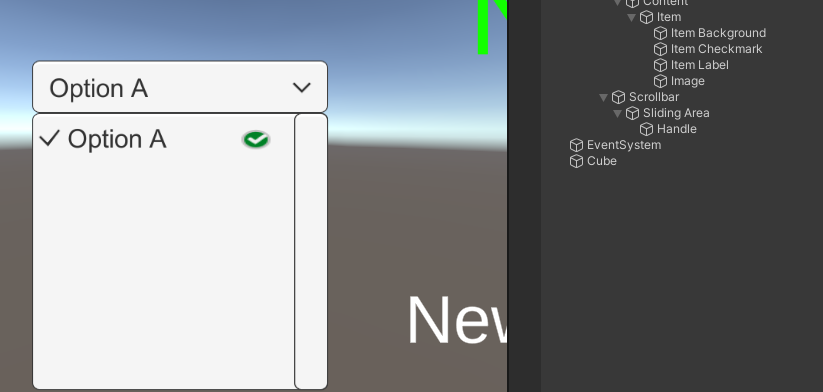 Option A
Option A
New
Content
Item
Item Background
Item Checkmark
Item Label
Image
Scrollbar
Sliding Area
Handle
EventSystem
Cube